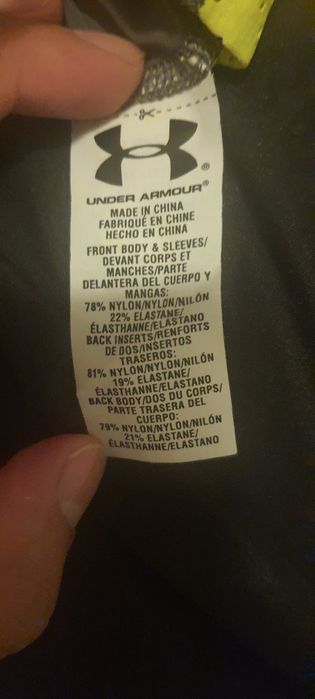 UNDER ARMOUR®
MADE IN CHINA
FABRIQUÉ EN CHINE
HECHO EN CHINA
FRONT BODY & SLEEVES/
DEVANT CORPS ET
MANCHES/PARTE
DELANTERA DEL CUERPO Y
MANGAS:
78% NYLON/NYLON/NILÓN
22% ELASTANE/
ÉLASTHANNE/ELASTANO
BACK INSERTS/RENFORTS
DE DOS/INSERTOS
TRASEROS:
81% NYLON/NYLON/NILÓN
19% ELASTANE/
ÉLASTHANNE/ELASTANO
BACK BODY/DOS DU CORPS/
PARTE TRASERA DEL
CUERPO:
79% NYLON/NYLON/NILÓN
21% ELASTANE/
ÉLASTHANNE/ELASTANO